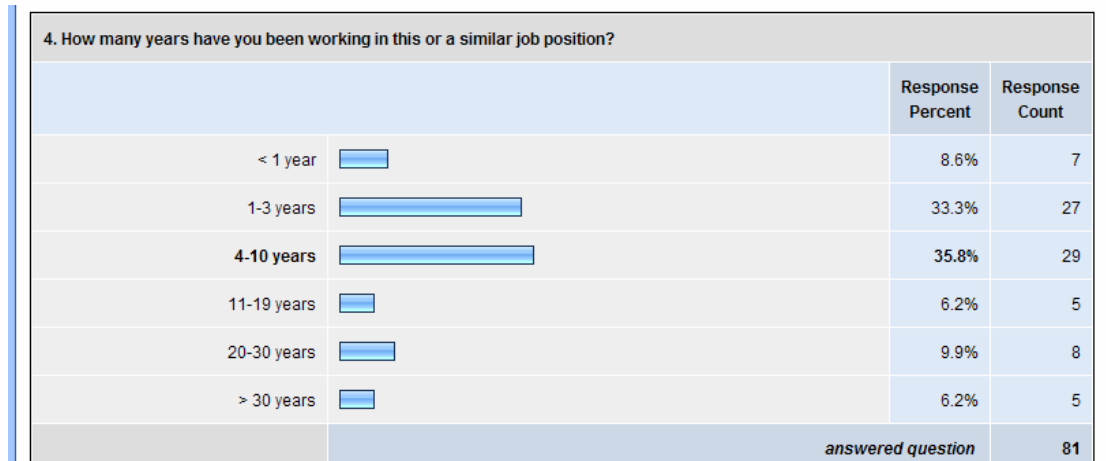 4. How many years have you been working in this or a similar job position?
Response Percent Response Count
< 1 year 8.6% 7
1-3 years 33.3% 27
4-10 years 35.8% 29
11-19 years 6.2% 5
20-30 years 9.9% 8
> 30 years 6.2% 5
answered question 81